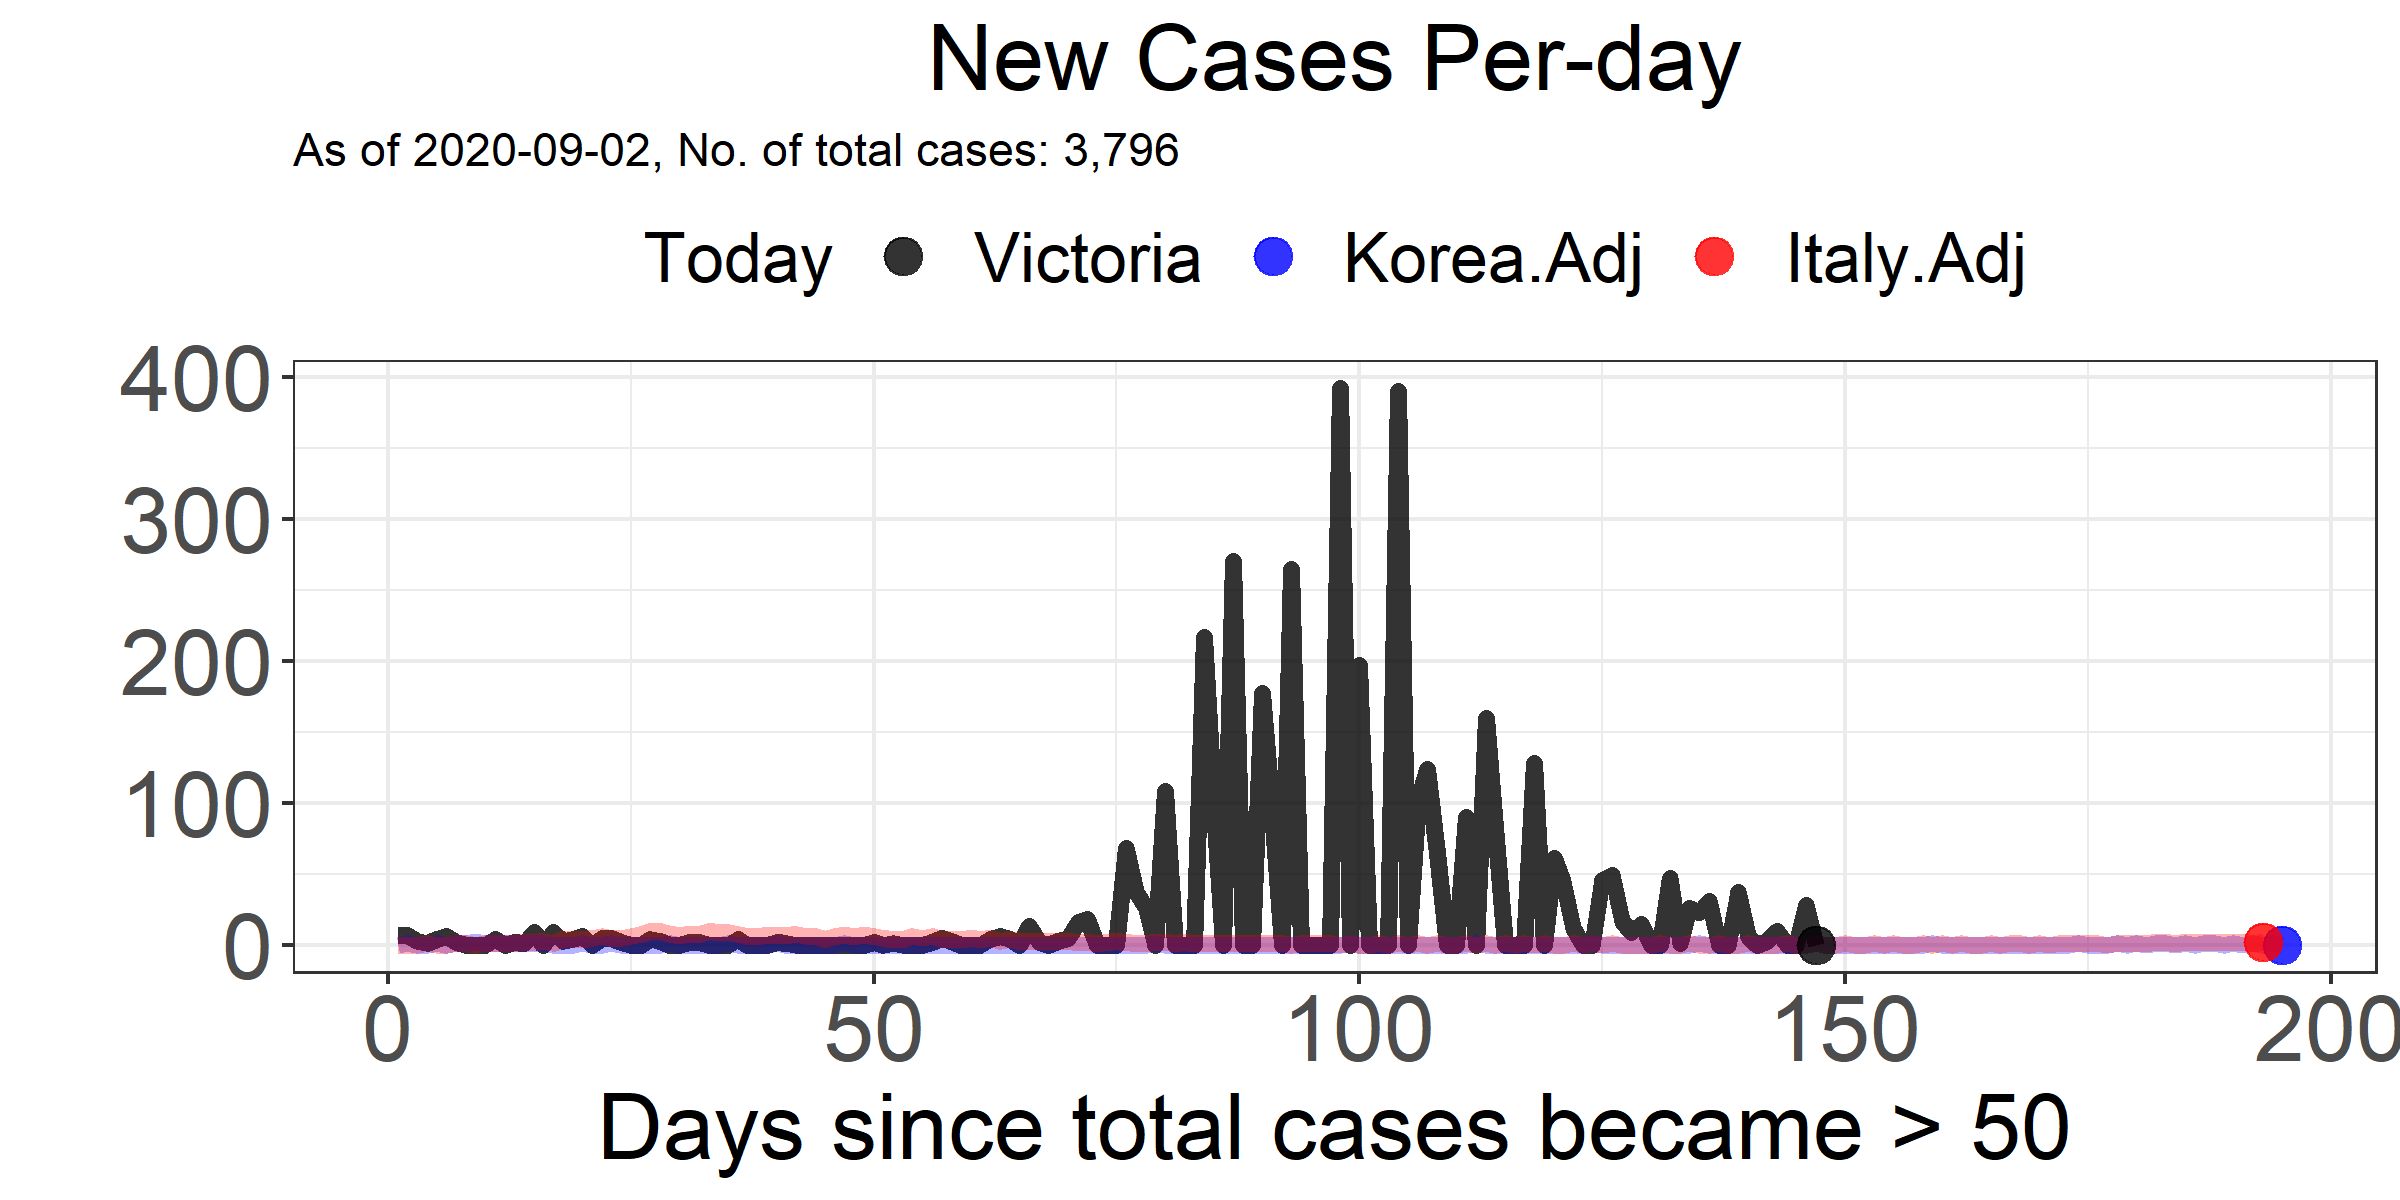 New Cases Per-day
As of 2020-09-02, No. of total cases: 3,796
Today Victoria Korea.Adj Italy.Adj
400
300
200
100
0
0 50 100 150 200
Days since total cases became > 50